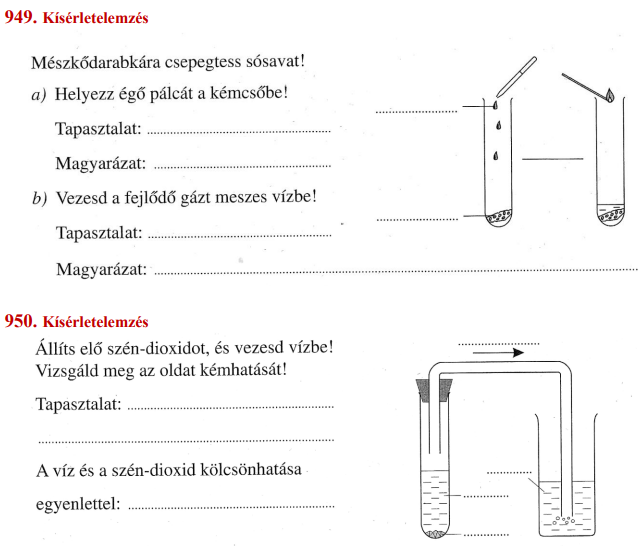 949. Kísérletelemzés
Mészkődarabkára csepegtess sósavat!
a) Helyezz égő pálcát a kémcsőbe!
Tapasztalat: ........................................
Magyarázat: ........................................
b) Vezesd a fejlődő gázt meszes vízbe!
Tapasztalat: ........................................
Magyarázat: ........................................
950. Kísérletelemzés
Állíts elő szén-dioxidot, és vezesd vízbe!
Vizsgáld meg az oldat kémhatását!
Tapasztalat: ........................................
A víz és a szén-dioxid kölcsönhatása
egyenlettel: ........................................